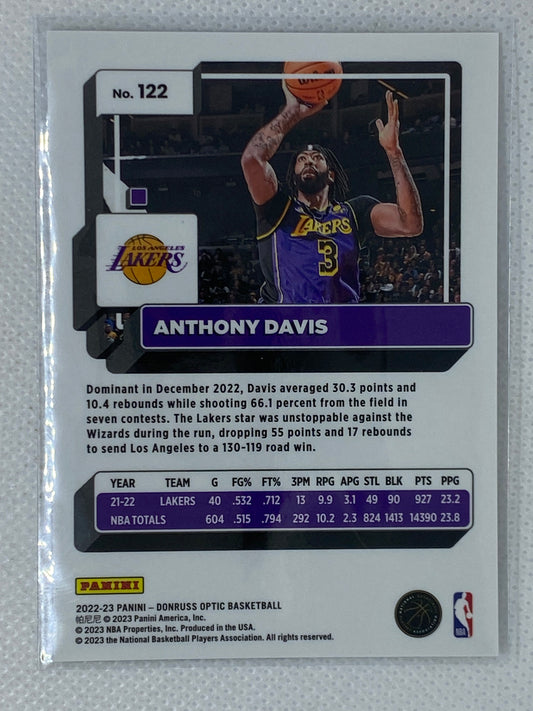 No. 122
Wilson
LAKERS
3
LOS ANGELES
LAKERS
ANTHONY DAVIS
Dominant in December 2022, Davis averaged 30.3 points and
10.4 rebounds while shooting 66.1 percent from the field in
seven contests. The Lakers star was unstoppable against the
Wizards during the run, dropping 55 points and 17 rebounds
to send Los Angeles to a 130-119 road win.
YEAR TEAM G FG% FT% 3PM RPG APG STL BLK PTS PPG
21-22 LAKERS 40 .532 .712 13 9.9 3.1 49 90 927 23.2
NBA TOTALS 604 .515 .794 292 10.2 2.3 824 1413 14390 23.8
PANINI
2022-23 PANINI – DONRUSS OPTIC BASKETBALL
帕尼尼 © 2023 Panini America, Inc.
© 2023 NBA Properties, Inc. Produced in the USA.
© 2023 the National Basketball Players Association. All rights reserved.
NBA